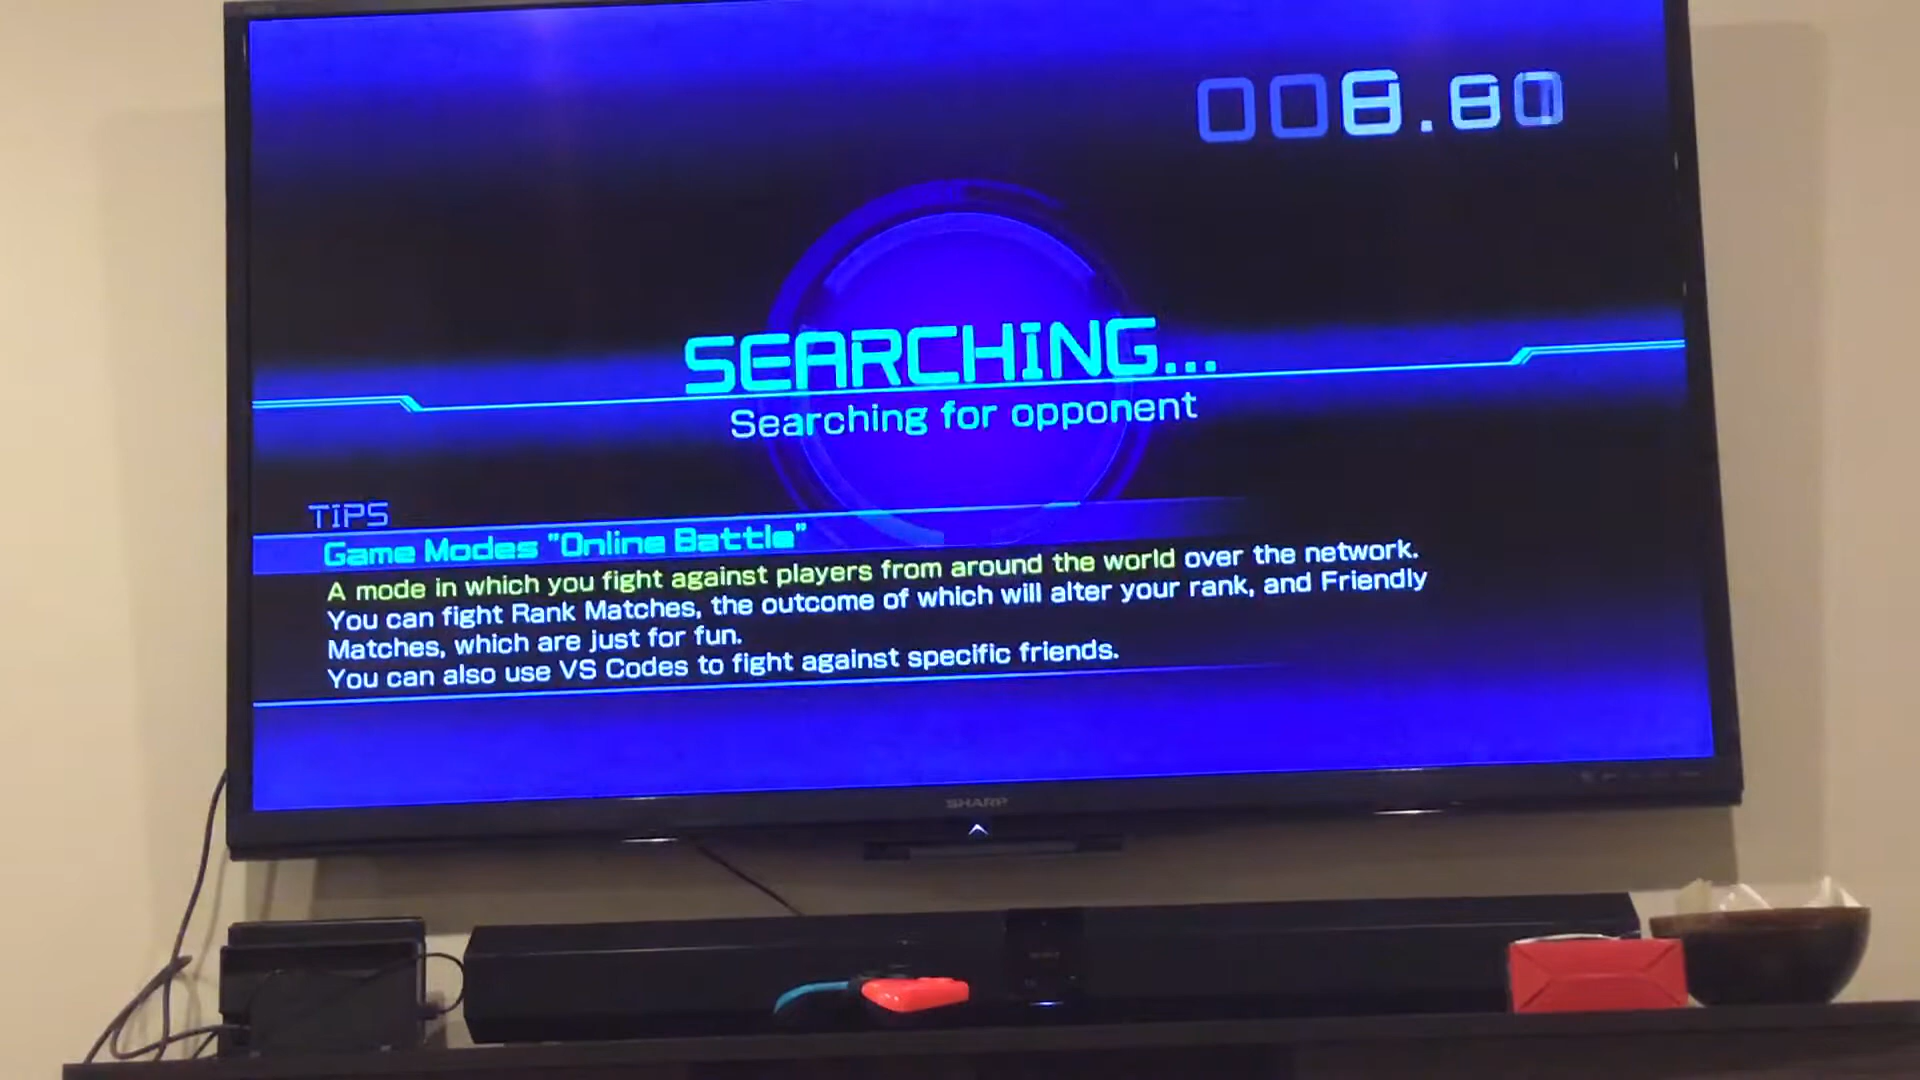 SEARCHING...
Searching for opponent
TIPS
Game Modes "Online Battle"
A mode in which you fight against players from around the world over the network.
You can fight Rank Matches, the outcome of which will alter your rank, and Friendly
Matches, which are just for fun.
You can also use VS Codes to fight against specific friends.
SHARP